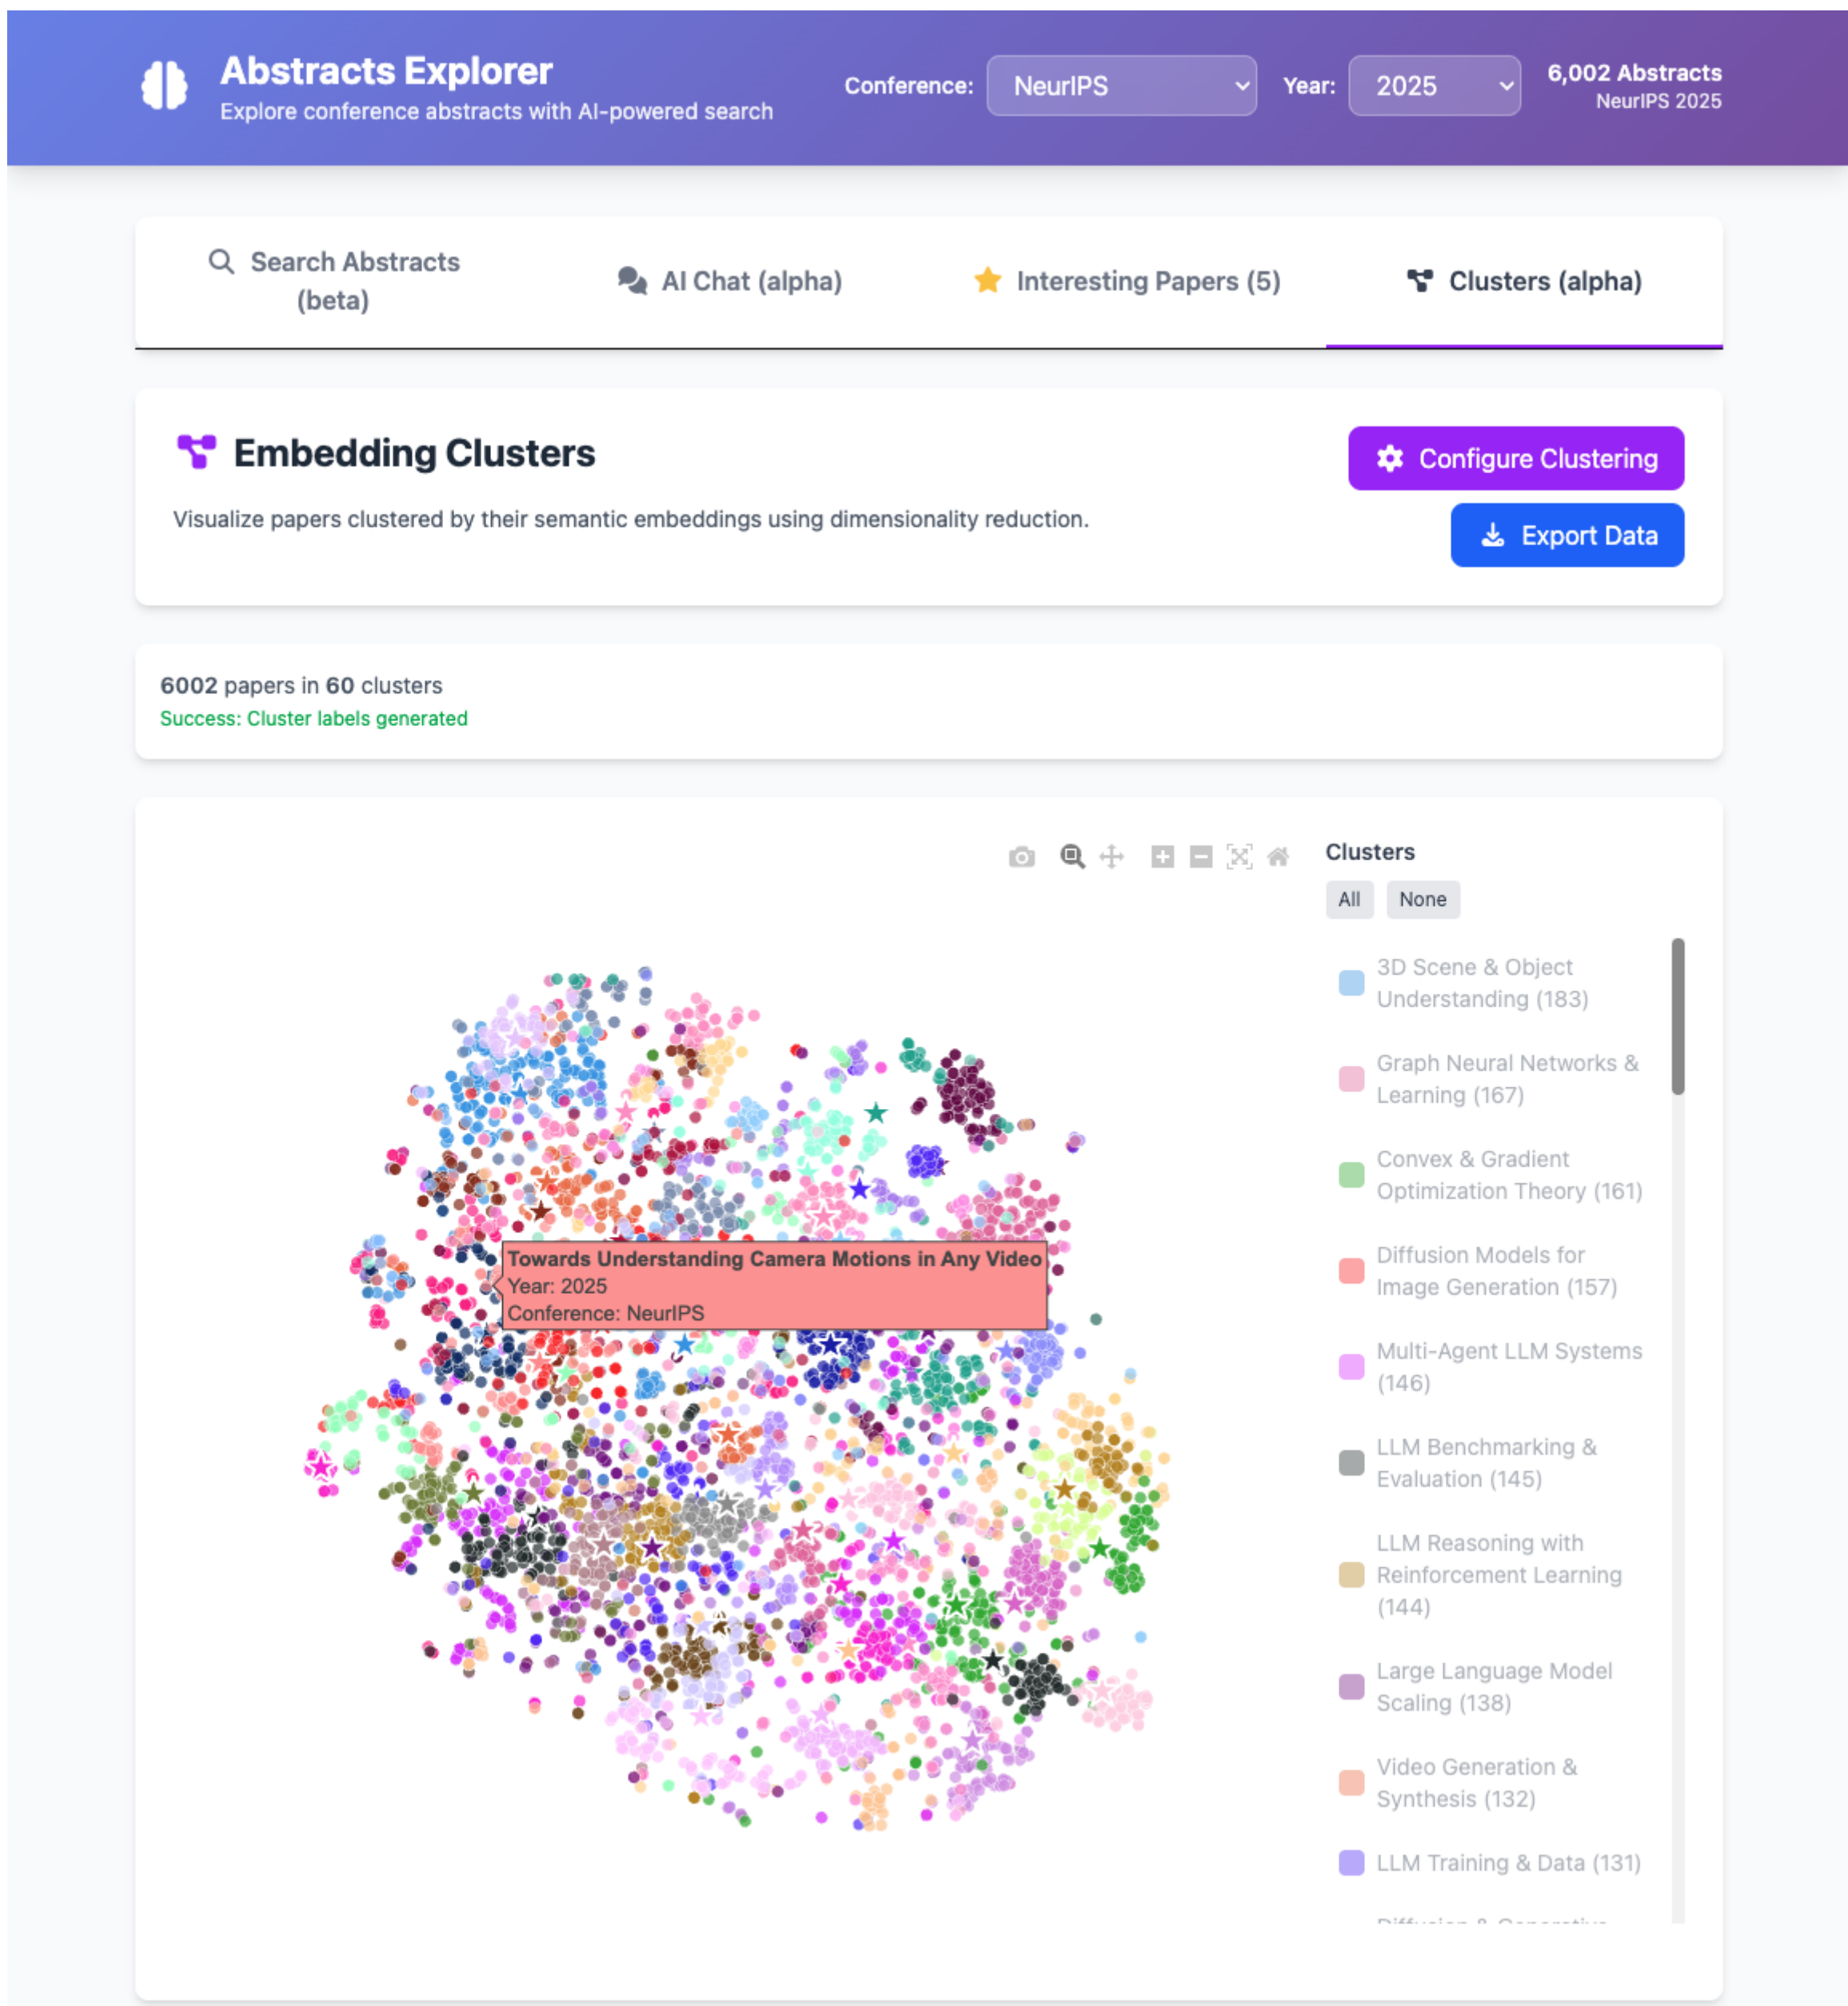 Abstracts Explorer
Explore conference abstracts with AI-powered search
Conference:
NeurIPS
Year:
2025
6,002 Abstracts
NeurIPS 2025
Search Abstracts
(beta)
AI Chat (alpha)
Interesting Papers (5)
Clusters (alpha)
Embedding Clusters
Visualize papers clustered by their semantic embeddings using dimensionality reduction.
Configure Clustering
Export Data
6002 papers in 60 clusters
Success: Cluster labels generated
Towards Understanding Camera Motions in Any Video
Year: 2025
Conference: NeurIPS
Clusters
All
None
3D Scene & Object
Understanding (183)
Graph Neural Networks &
Learning (167)
Convex & Gradient
Optimization Theory (161)
Diffusion Models for
Image Generation (157)
Multi-Agent LLM Systems
(146)
LLM Benchmarking &
Evaluation (145)
LLM Reasoning with
Reinforcement Learning
(144)
Large Language Model
Scaling (138)
Video Generation &
Synthesis (132)
LLM Training & Data (131)